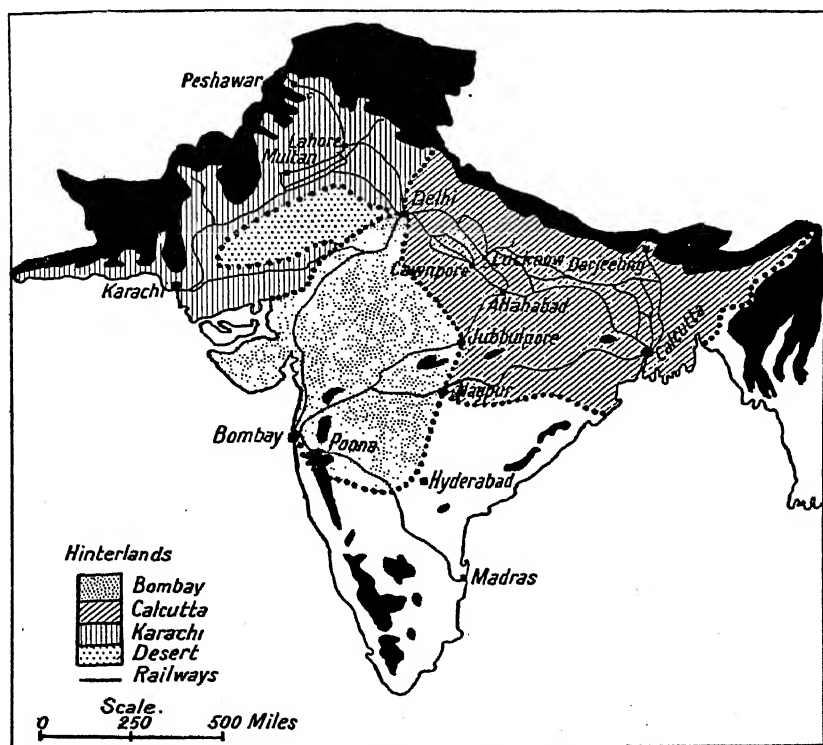 Peshawar
Lahore
Multan
Delhi
Karachi
Lucknow
Darjeeling
Cawnpore
Allahabad
Jubbulpore
Calcutta
Nagpur
Bombay
Poona
Hyderabad
Madras
Hinterlands
Bombay
Calcutta
Karachi
Desert
Railways
Scale.
0 250 500 Miles